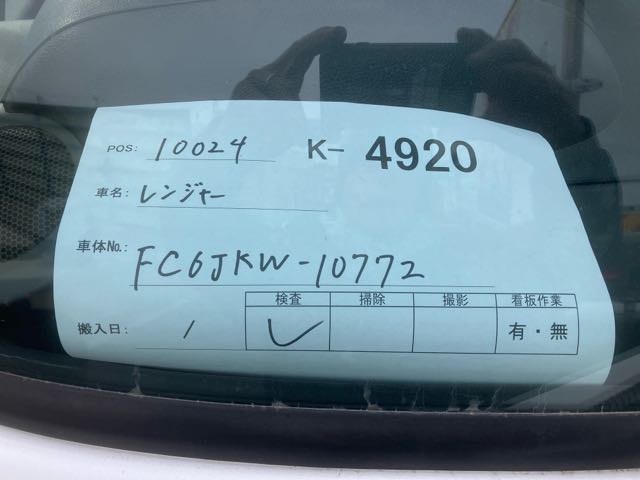 POS: 10024 K- 4920
車名: レンジャー
車体No.: FC6JKW-10772
検査 掃除 撮影 看板作業
搬入日: / レ 有・無